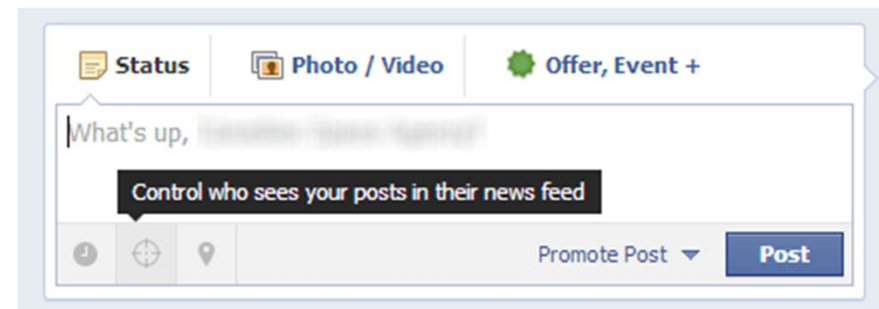 Status Photo / Video Offer, Event +
What's up,
Control who sees your posts in their news feed
Promote Post Post